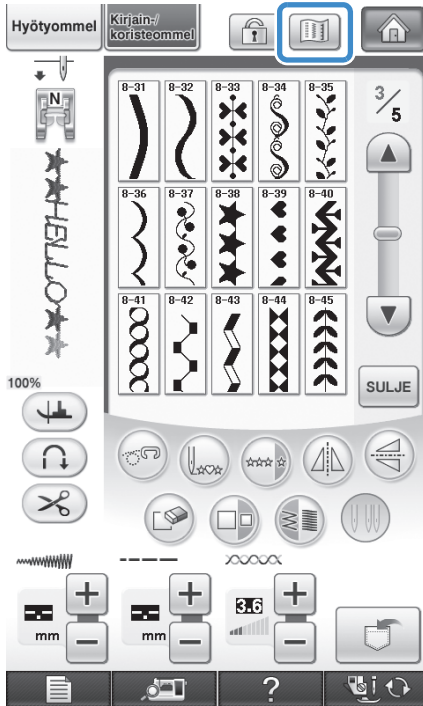 Hyötyommel
Kirjain-/
koristeommel
N
HELLO
100%
8-31 8-32 8-33 8-34 8-35
3/5
8-36 8-37 8-38 8-39 8-40
8-41 8-42 8-43 8-44 8-45
SULJE
+ + +
3.6
mm mm
- - -
?